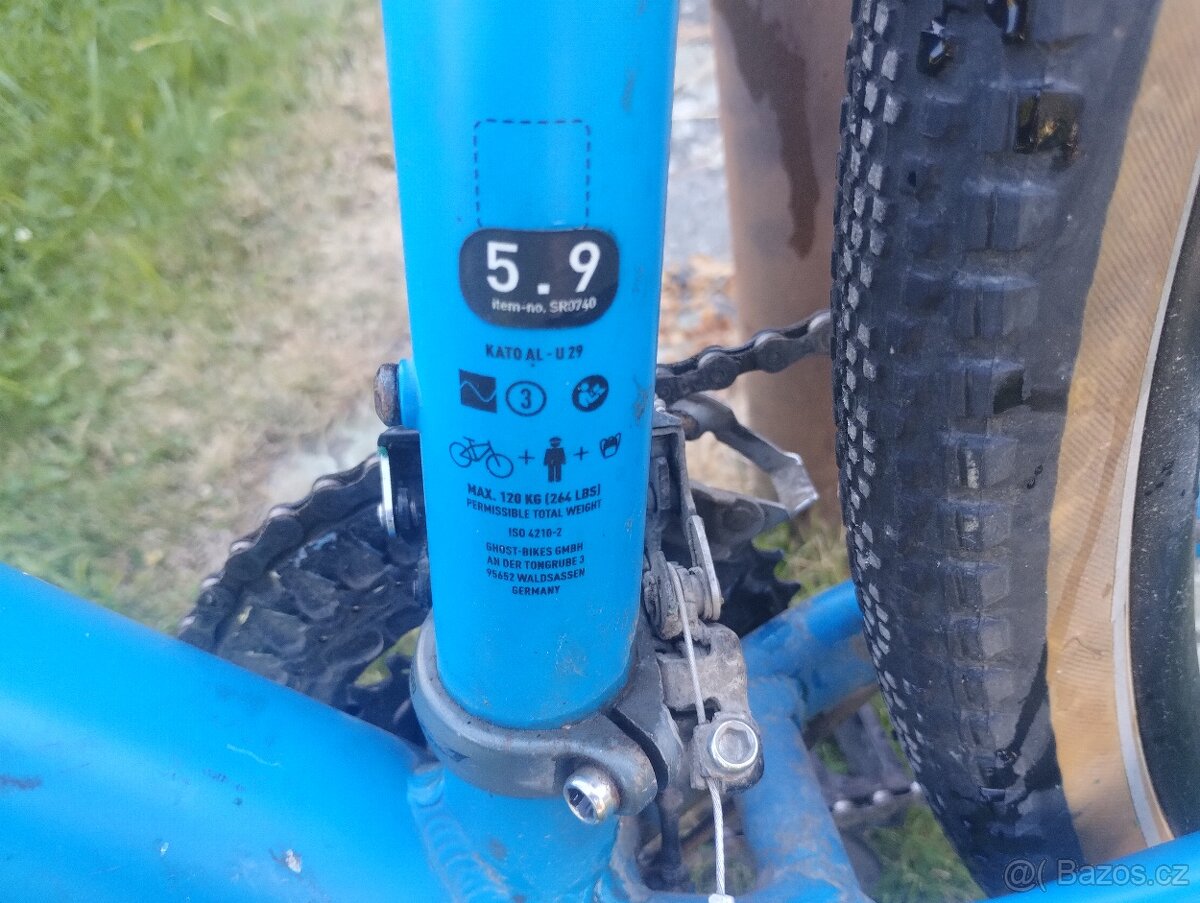 5.9
item-no. SR0740
KATO AL - U 29
3
+ +
MAX. 120 KG (264 LBS)
PERMISSIBLE TOTAL WEIGHT
ISO 4210-2
GHOST-BIKES GMBH
AN DER TONGRUBE 3
95652 WALDSASSEN
GERMANY
@( Bazos.cz